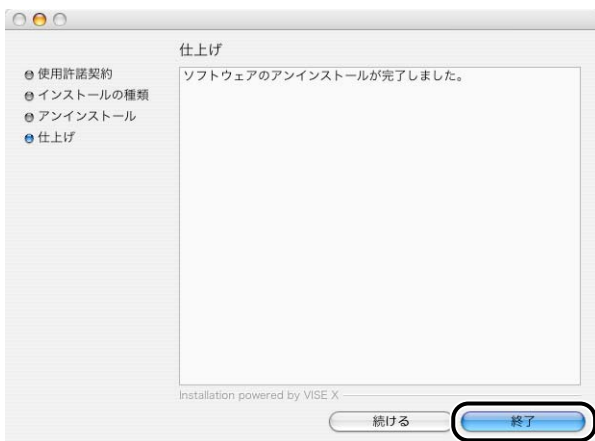 仕上げ
使用許諾契約
インストールの種類
アンインストール
仕上げ
ソフトウェアのアンインストールが完了しました。
Installation powered by VISE X
続ける
終了